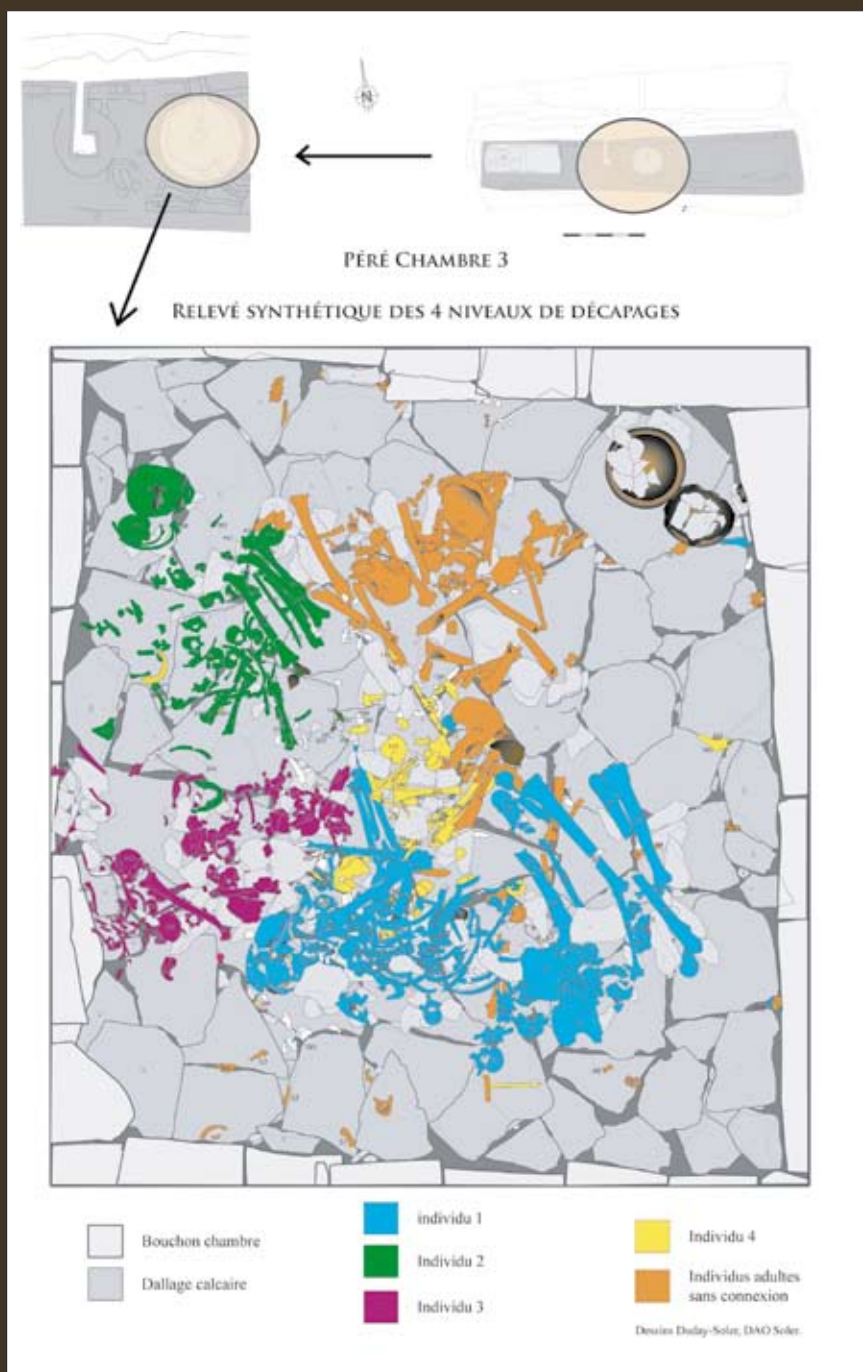 N
PÉRÉ CHAMBRE 3
RELEVÉ SYNTHÉTIQUE DES 4 NIVEAUX DE DÉCAPAGES
Bouchon chambre
Dallage calcaire
individu 1
Individu 2
Individu 3
Individu 4
Individus adultes
sans connexion
Dessins Duday-Soler, DAO Soler.